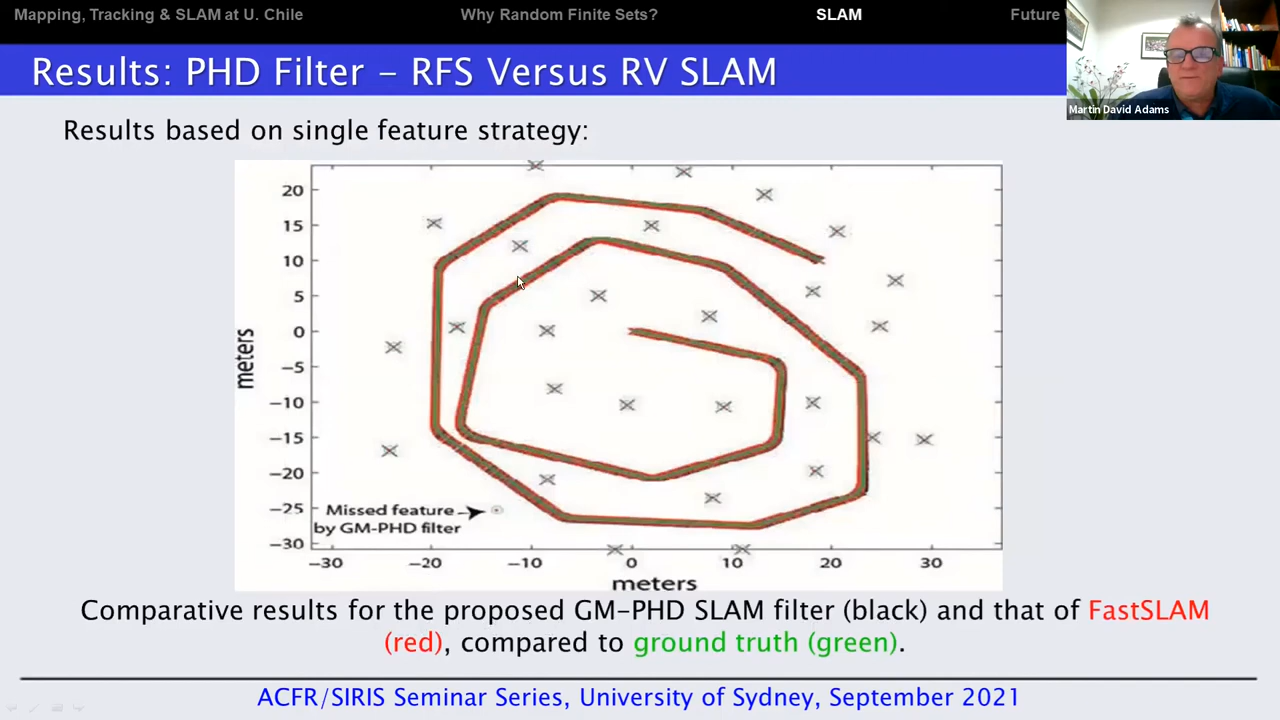 Mapping, Tracking & SLAM at U. Chile Why Random Finite Sets? SLAM Future
Results: PHD Filter – RFS Versus RV SLAM
Martin David Adams
Results based on single feature strategy:
20
15
10
5
0
−5
−10
−15
−20
−25
−30
meters
Missed feature
by GM-PHD filter
−30 −20 −10 0 10 20 30
meters
Comparative results for the proposed GM-PHD SLAM filter (black) and that of FastSLAM
(red), compared to ground truth (green).
ACFR/SIRIS Seminar Series, University of Sydney, September 2021